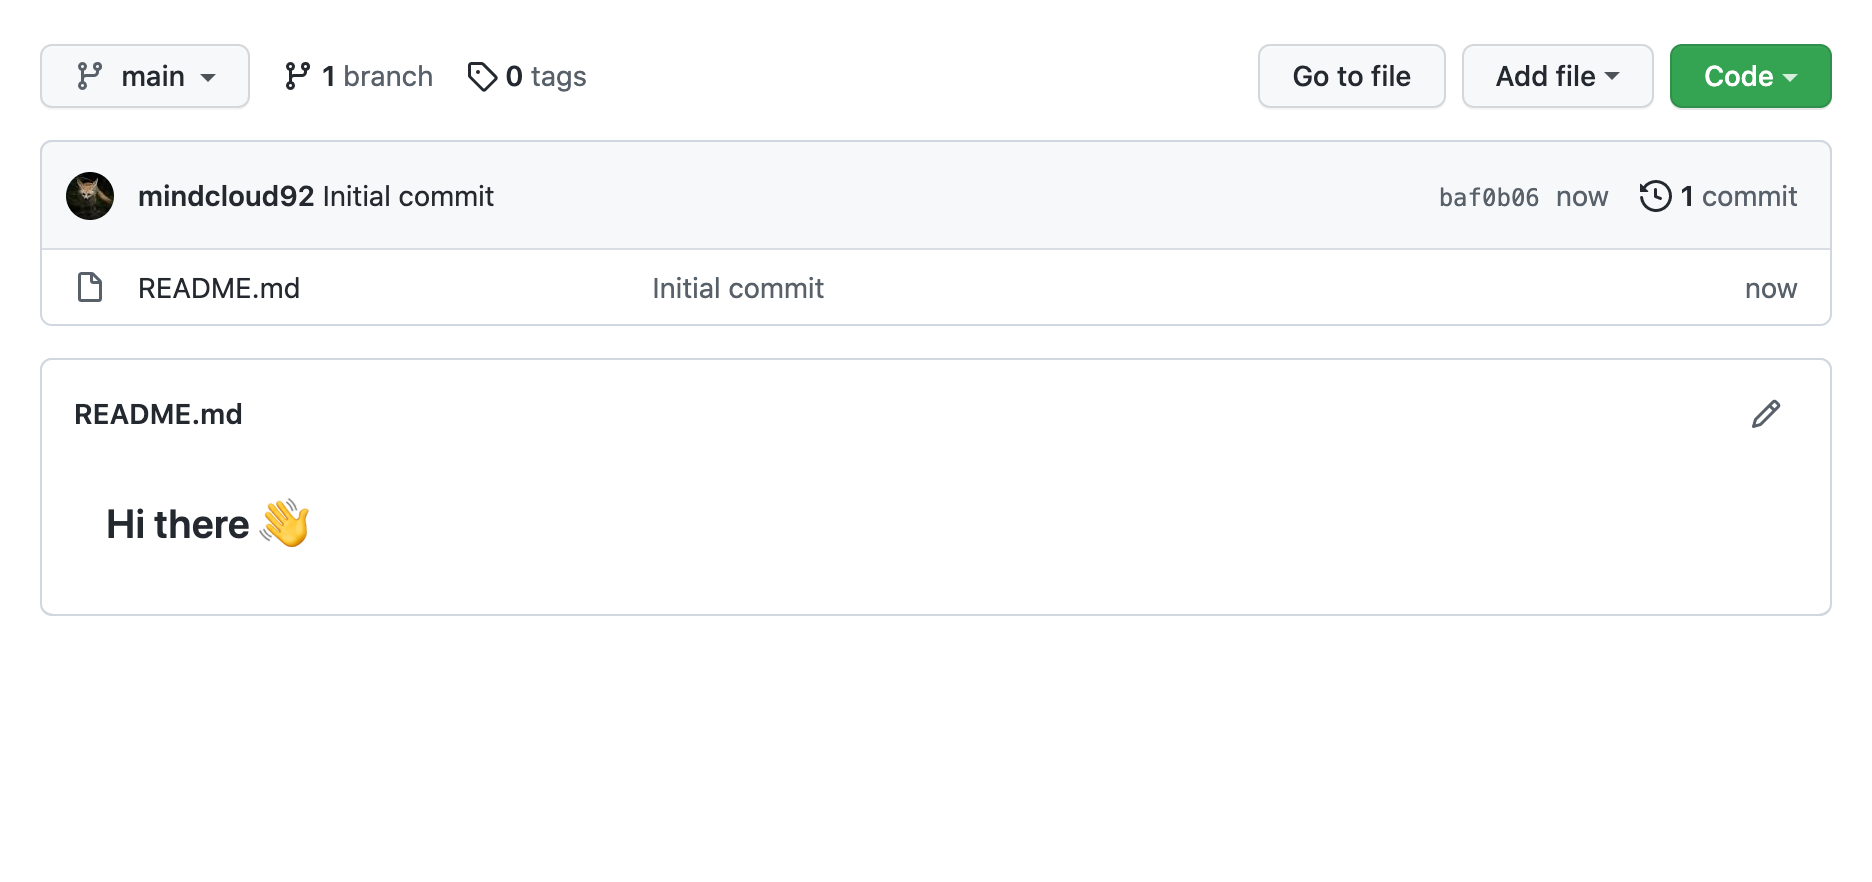 main 1 branch 0 tags Go to file Add file Code
mindcloud92 Initial commit baf0b06 now 1 commit
README.md Initial commit now
README.md
Hi there 👋